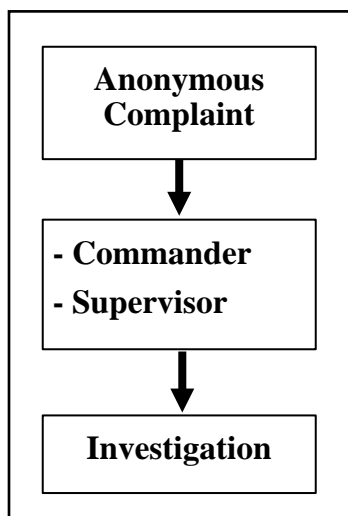 Anonymous
Complaint
- Commander
- Supervisor
Investigation